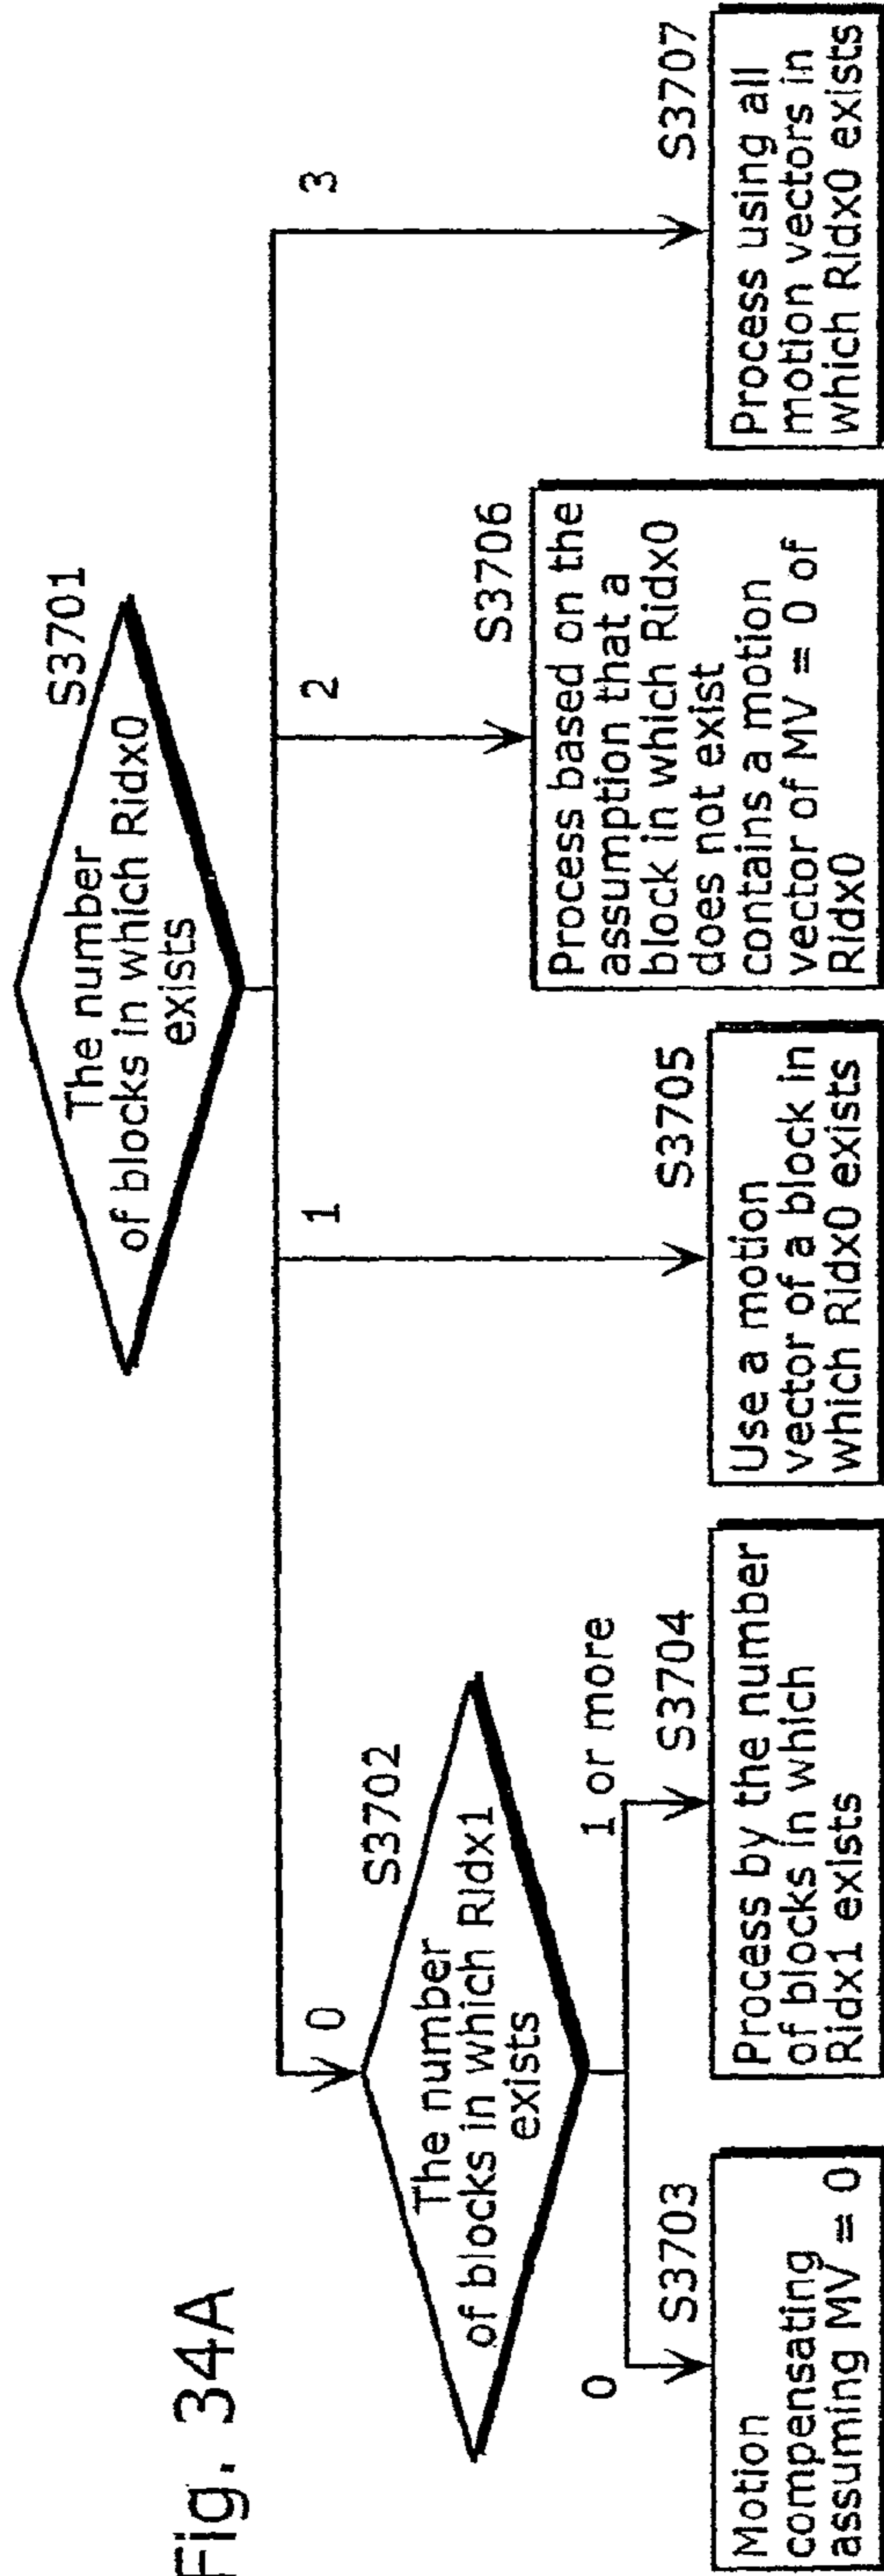 Fig. 34A
S3701
The number
of blocks in which Ridx0
exists
0
1
2
3
S3702
The number
of blocks in which RIdx1
exists
0
1 or more
S3703
Motion
compensating
assuming MV = 0
S3704
Process by the number
of blocks in which
Ridx1 exists
S3705
Use a motion
vector of a block in
which RIdx0 exists
S3706
Process based on the
assumption that a
block in which RIdx0
does not exist
contains a motion
vector of MV = 0 of
RIdx0
S3707
Process using all
motion vectors in
which RIdx0 exists